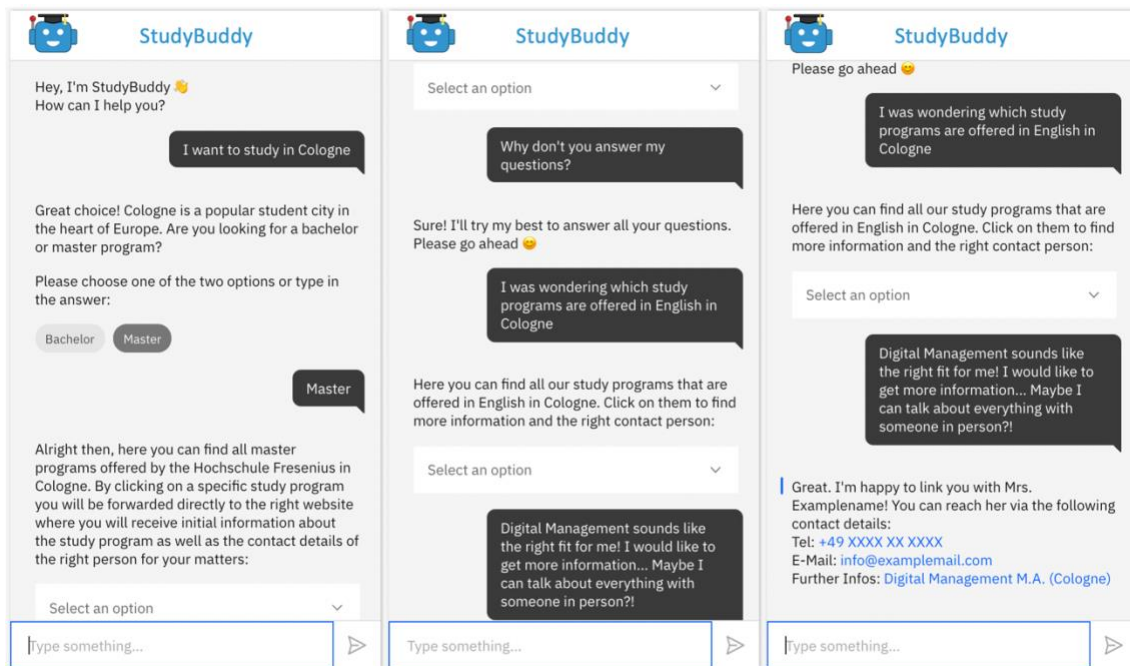 StudyBuddy
Hey, I'm StudyBuddy 👋
How can I help you?
I want to study in Cologne
Great choice! Cologne is a popular student city in
the heart of Europe. Are you looking for a bachelor
or master program?
Please choose one of the two options or type in
the answer:
Bachelor
Master
Master
Alright then, here you can find all master
programs offered by the Hochschule Fresenius in
Cologne. By clicking on a specific study program
you will be forwarded directly to the right website
where you will receive initial information about
the study program as well as the contact details of
the right person for your matters:
Select an option
Type something...
StudyBuddy
Select an option
Why don't you answer my
questions?
Sure! I'll try my best to answer all your questions.
Please go ahead 😊
I was wondering which study
programs are offered in English in
Cologne
Here you can find all our study programs that are
offered in English in Cologne. Click on them to find
more information and the right contact person:
Select an option
Digital Management sounds like
the right fit for me! I would like to
get more information... Maybe I
can talk about everything with
someone in person?!
Type something...
StudyBuddy
Please go ahead 😊
I was wondering which study
programs are offered in English in
Cologne
Here you can find all our study programs that are
offered in English in Cologne. Click on them to find
more information and the right contact person:
Select an option
Digital Management sounds like
the right fit for me! I would like to
get more information... Maybe I
can talk about everything with
someone in person?!
Great. I'm happy to link you with Mrs.
Examplename! You can reach her via the following
contact details:
Tel: +49 XXXX XX XXXX
E-Mail: info@examplemail.com
Further Infos: Digital Management M.A. (Cologne)
Type something...